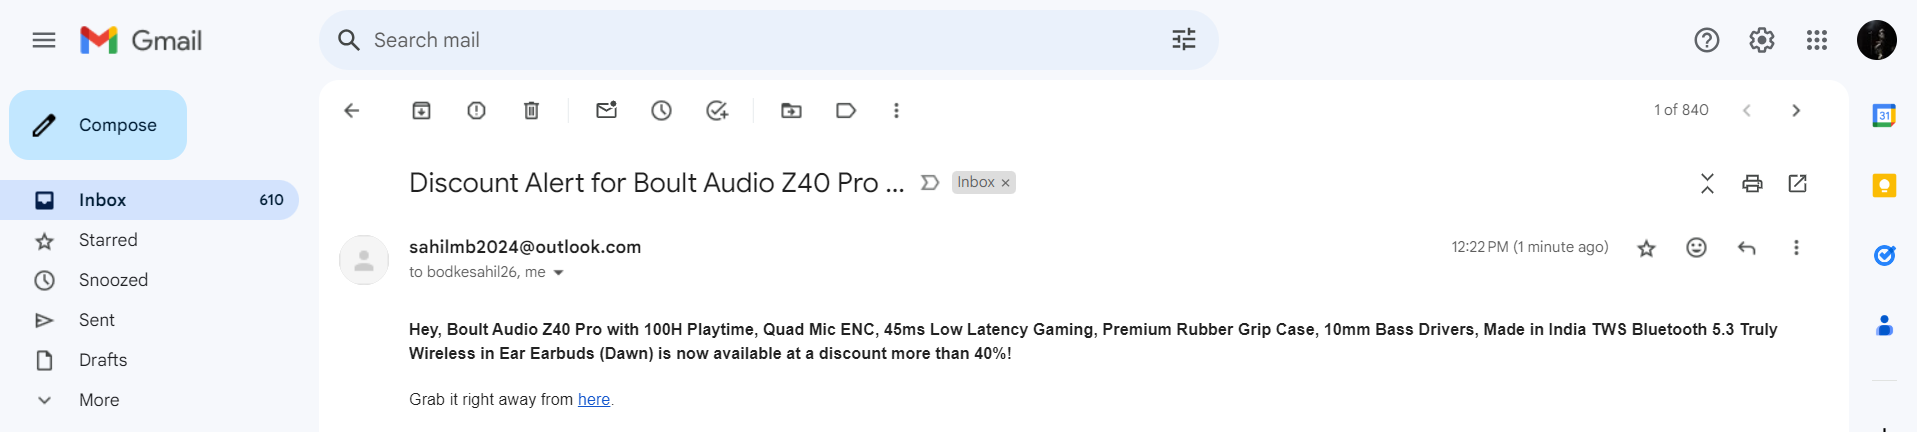 Gmail
Search mail
Compose
1 of 840
Inbox 610
Starred
Snoozed
Sent
Drafts
More
Discount Alert for Boult Audio Z40 Pro ... Inbox ×
sahilmb2024@outlook.com 12:22 PM (1 minute ago)
to bodkesahil26, me
Hey, Boult Audio Z40 Pro with 100H Playtime, Quad Mic ENC, 45ms Low Latency Gaming, Premium Rubber Grip Case, 10mm Bass Drivers, Made in India TWS Bluetooth 5.3 Truly
Wireless in Ear Earbuds (Dawn) is now available at a discount more than 40%!
Grab it right away from here.
31